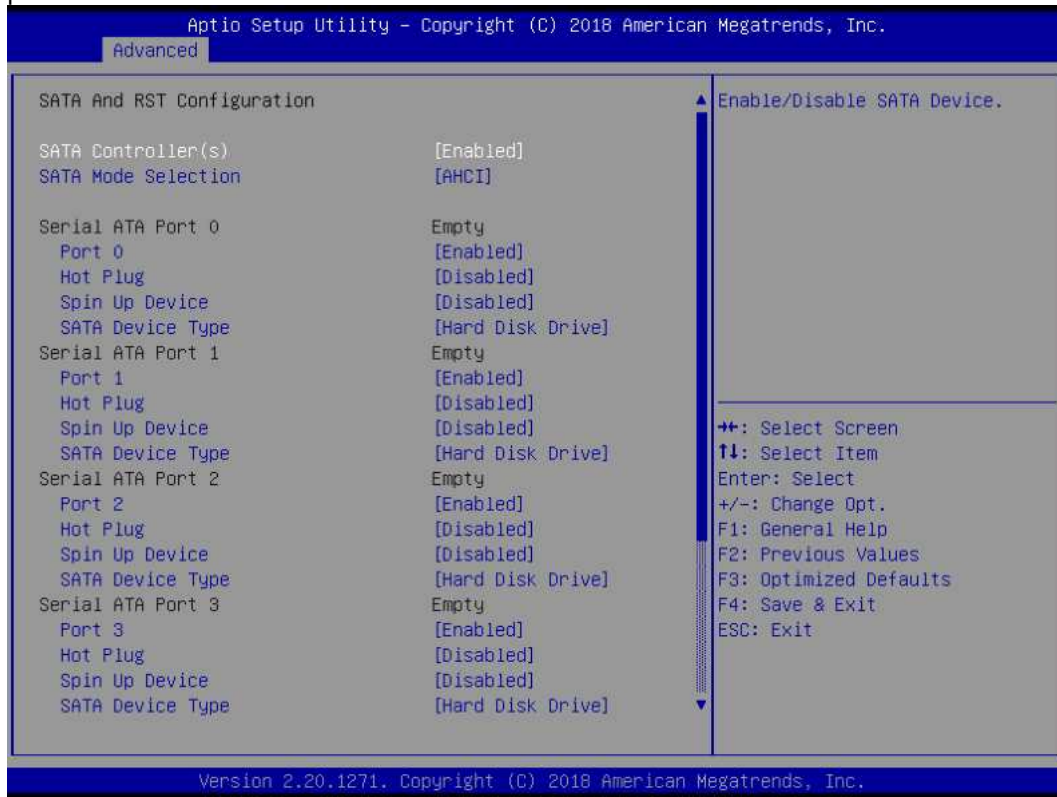 Aptio Setup Utility – Copyright (C) 2018 American Megatrends, Inc.
Advanced
SATA And RST Configuration
SATA Controller(s) [Enabled]
SATA Mode Selection [AHCI]
Serial ATA Port 0 Empty
Port 0 [Enabled]
Hot Plug [Disabled]
Spin Up Device [Disabled]
SATA Device Type [Hard Disk Drive]
Serial ATA Port 1 Empty
Port 1 [Enabled]
Hot Plug [Disabled]
Spin Up Device [Disabled]
SATA Device Type [Hard Disk Drive]
Serial ATA Port 2 Empty
Port 2 [Enabled]
Hot Plug [Disabled]
Spin Up Device [Disabled]
SATA Device Type [Hard Disk Drive]
Serial ATA Port 3 Empty
Port 3 [Enabled]
Hot Plug [Disabled]
Spin Up Device [Disabled]
SATA Device Type [Hard Disk Drive]
Enable/Disable SATA Device.
→←: Select Screen
↑↓: Select Item
Enter: Select
+/-: Change Opt.
F1: General Help
F2: Previous Values
F3: Optimized Defaults
F4: Save & Exit
ESC: Exit
Version 2.20.1271. Copyright (C) 2018 American Megatrends, Inc.